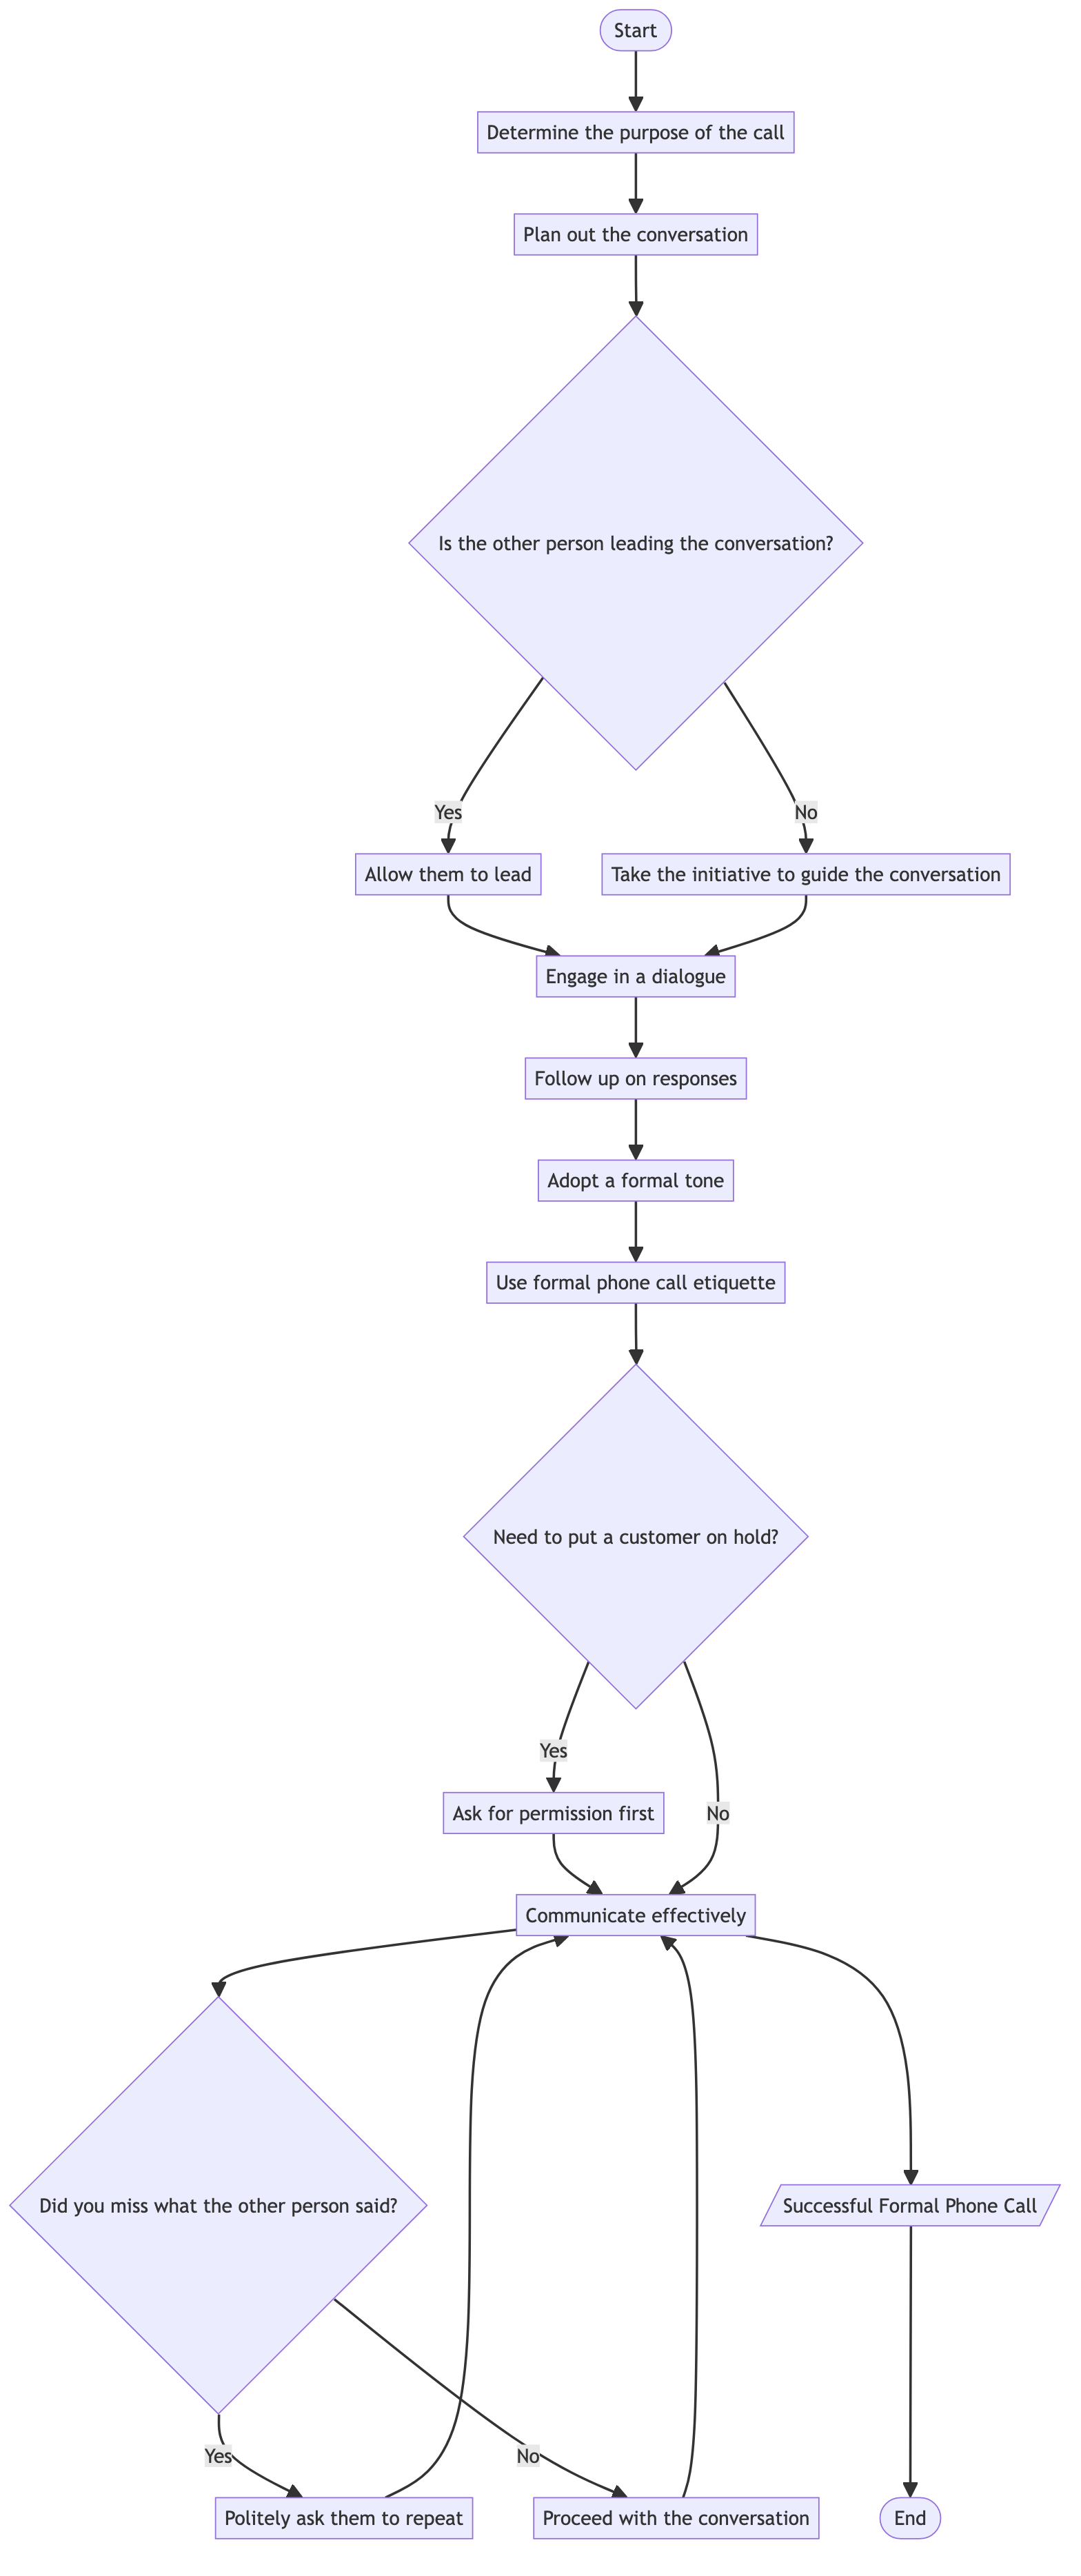 Start
Determine the purpose of the call
Plan out the conversation
Is the other person leading the conversation?
Yes
No
Allow them to lead
Take the initiative to guide the conversation
Engage in a dialogue
Follow up on responses
Adopt a formal tone
Use formal phone call etiquette
Need to put a customer on hold?
Yes
Ask for permission first
No
Communicate effectively
Did you miss what the other person said?
Successful Formal Phone Call
Yes
No
Politely ask them to repeat
Proceed with the conversation
End